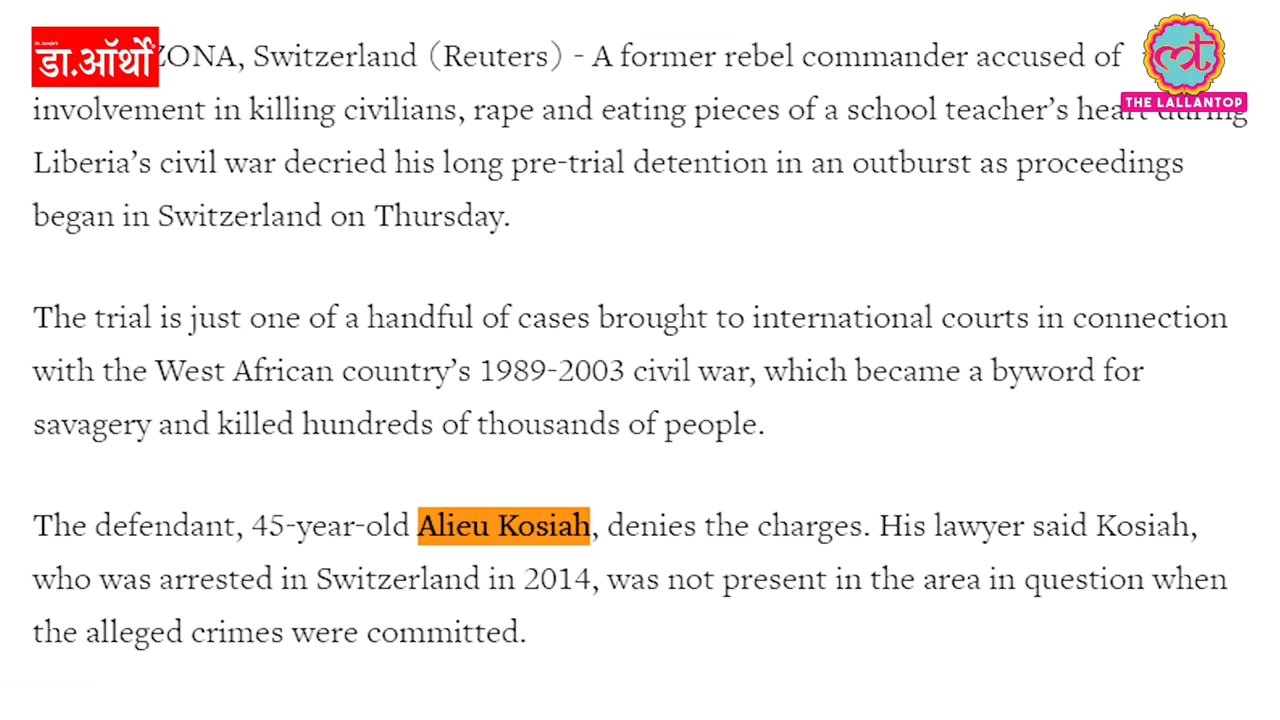 डा.ऑर्थो
ZONA, Switzerland (Reuters) - A former rebel commander accused of
THE LALLANTOP
involvement in killing civilians, rape and eating pieces of a school teacher’s heart during
Liberia’s civil war decried his long pre-trial detention in an outburst as proceedings
began in Switzerland on Thursday.
The trial is just one of a handful of cases brought to international courts in connection
with the West African country’s 1989-2003 civil war, which became a byword for
savagery and killed hundreds of thousands of people.
The defendant, 45-year-old Alieu Kosiah, denies the charges. His lawyer said Kosiah,
who was arrested in Switzerland in 2014, was not present in the area in question when
the alleged crimes were committed.